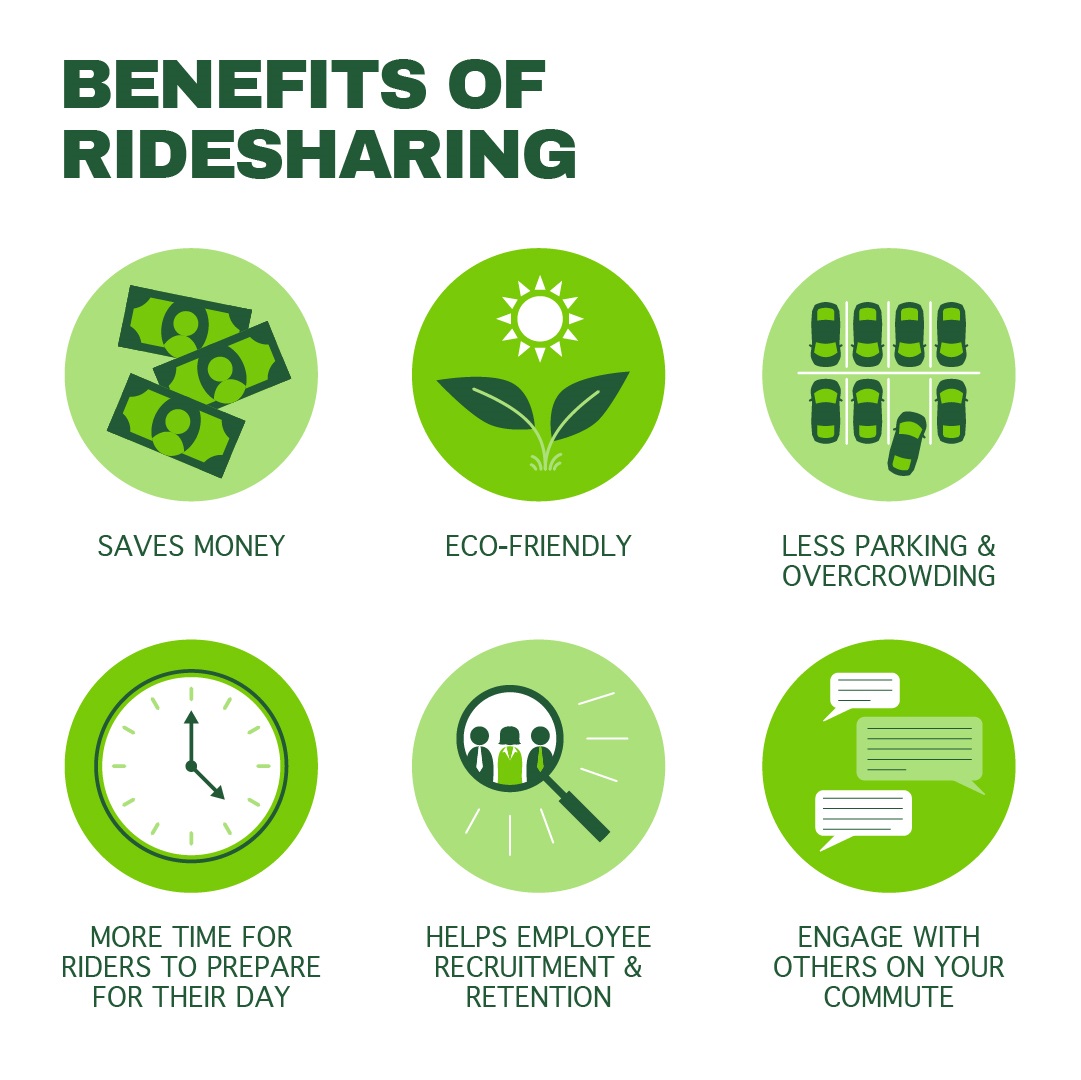 BENEFITS OF
RIDESHARING
SAVES MONEY
ECO-FRIENDLY
LESS PARKING &
OVERCROWDING
MORE TIME FOR
RIDERS TO PREPARE
FOR THEIR DAY
HELPS EMPLOYEE
RECRUITMENT &
RETENTION
ENGAGE WITH
OTHERS ON YOUR
COMMUTE